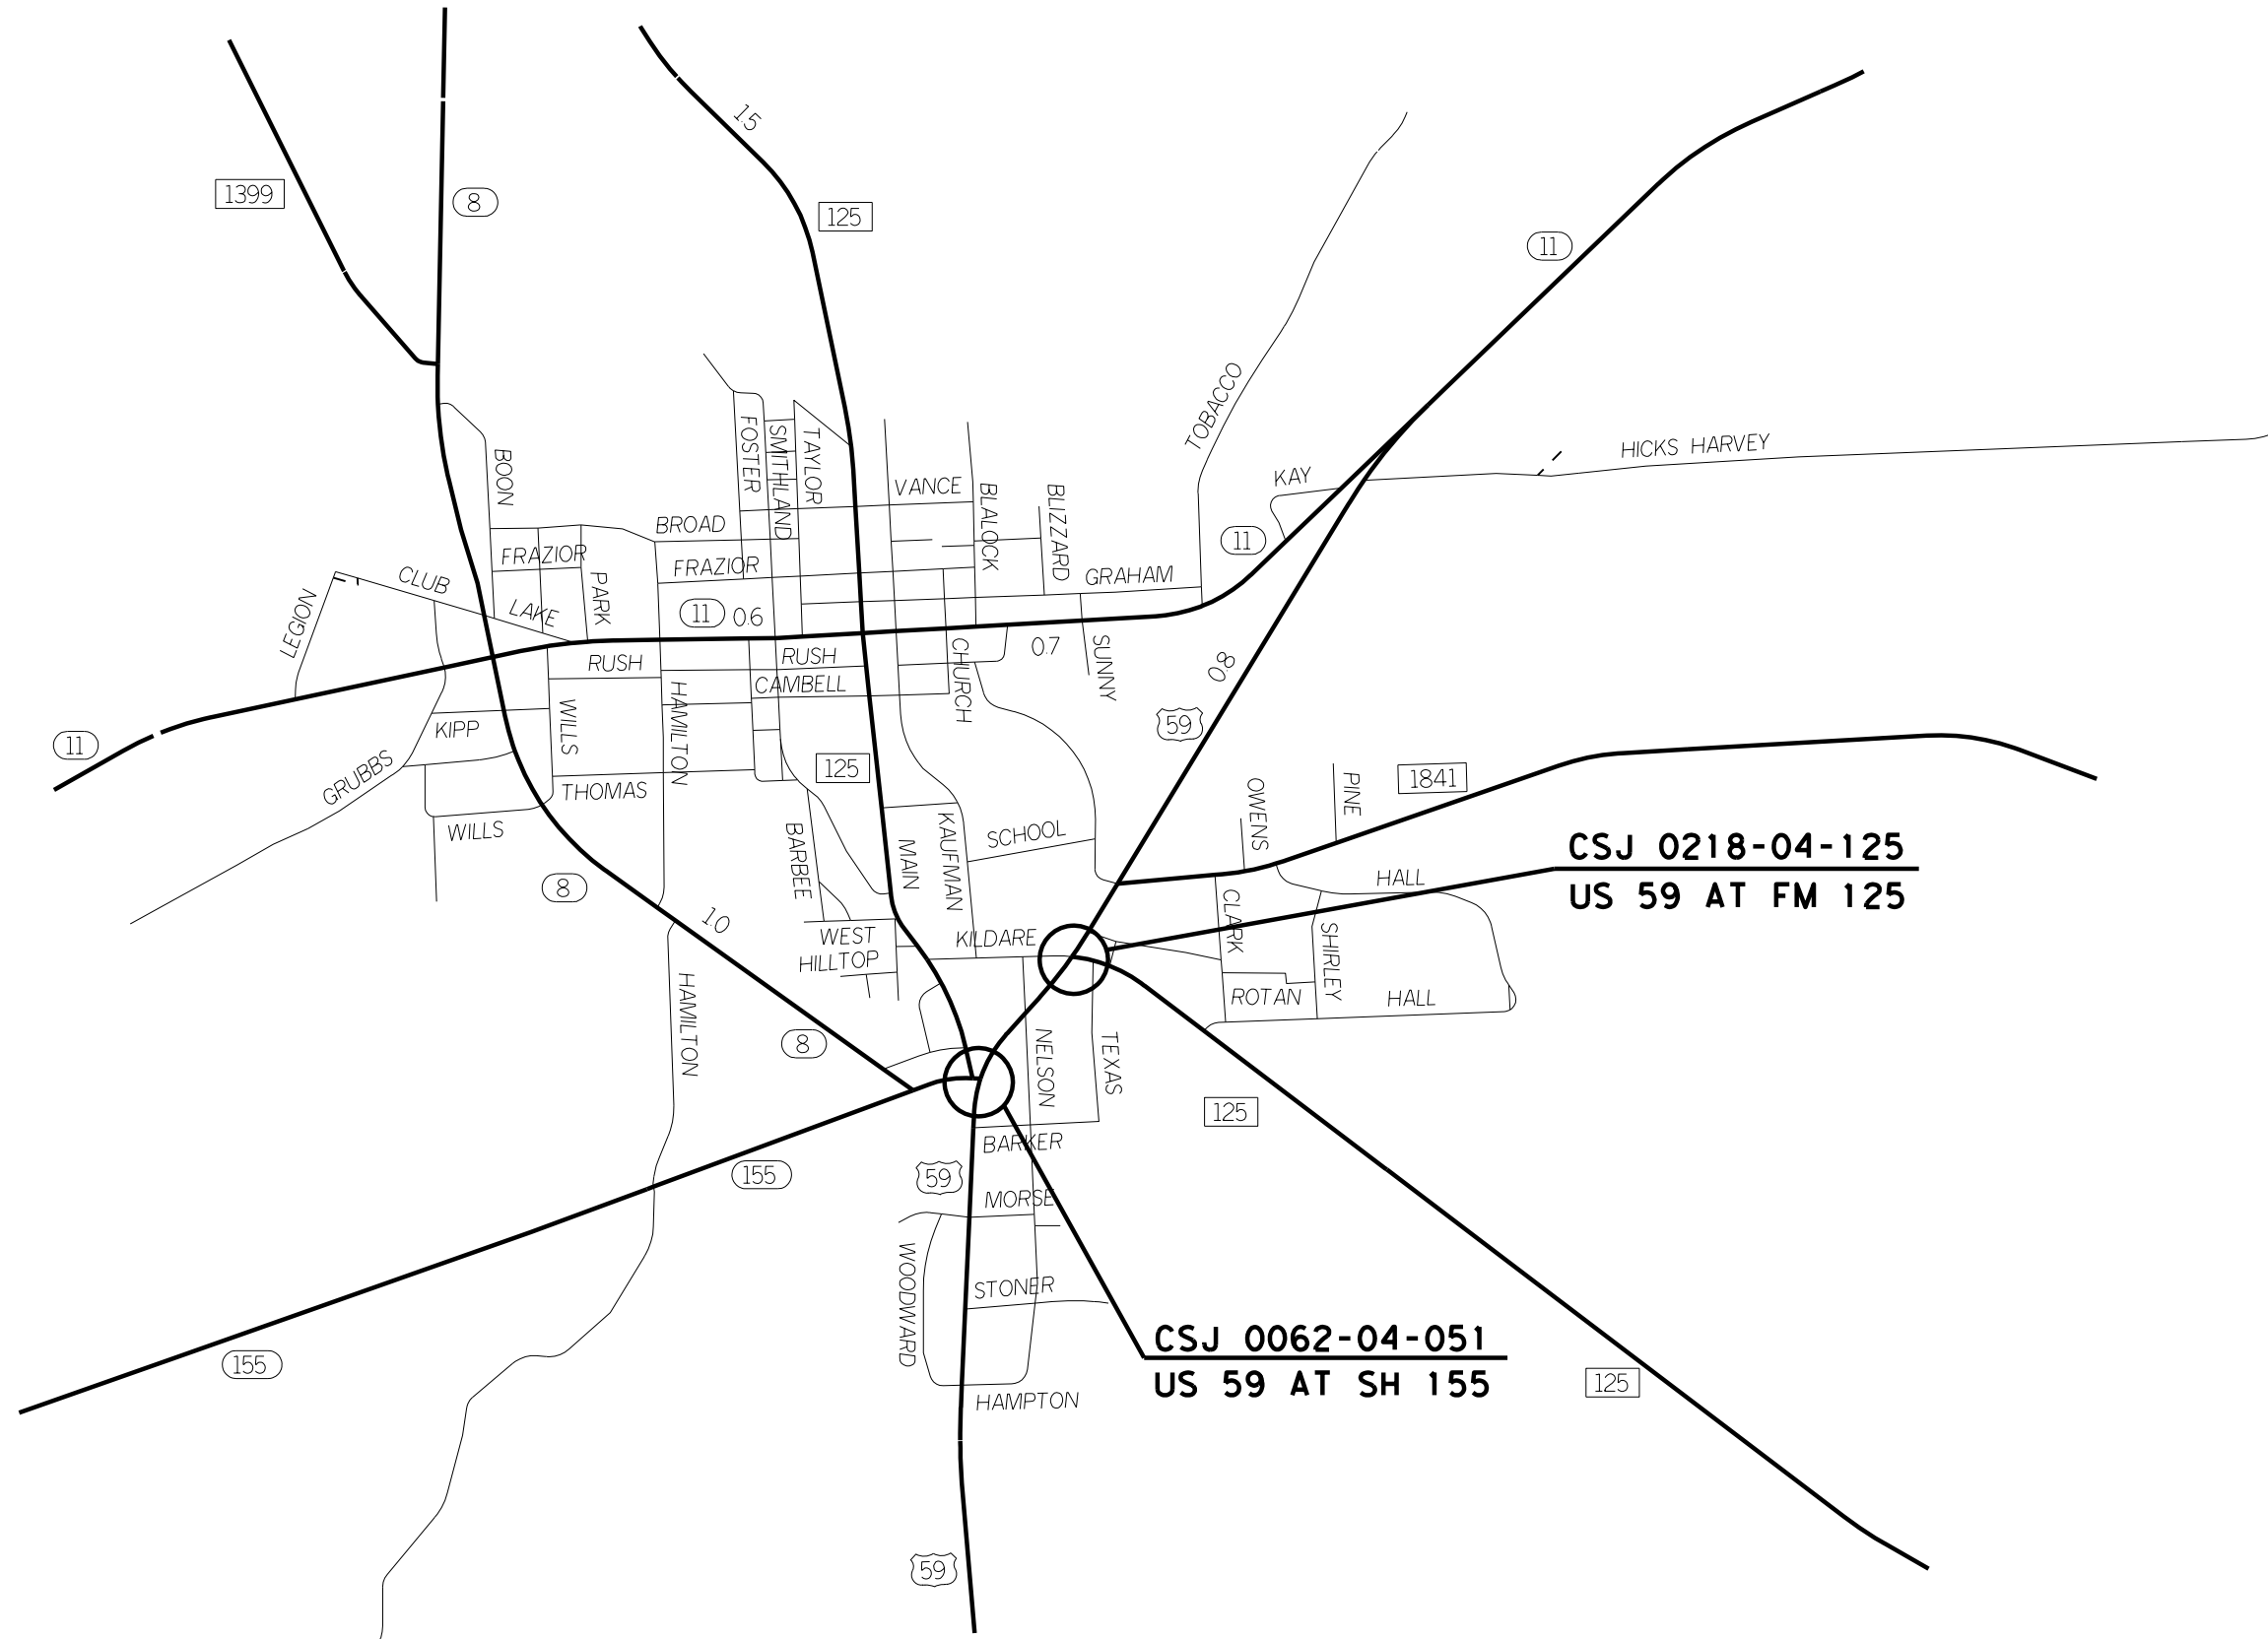 15
1399
8
125
11
TOBACCO
HICKS HARVEY
KAY
FOSTER
SMITHLAND
TAYLOR
BOON
VANCE
BLALOCK
BLIZZARD
BROAD
11
FRAZIOR
FRAZIOR
CLUB
PARK
GRAHAM
LAKE
LEGION
11
0.6
RUSH
RUSH
CHURCH
0.7
SUNNY
0.8
CAMBELL
WILLS
HAMILTON
KIPP
59
11
125
GRUBBS
THOMAS
OWENS
PINE
1841
WILLS
BARBEE
MAIN
KAUFMAN
SCHOOL
CSJ 0218-04-125
US 59 AT FM 125
8
HALL
1.0
CLARK
WEST
HILLTOP
KILDARE
SHIRLEY
ROTAN
HALL
HAMILTON
8
NELSON
TEXAS
125
BARKER
155
59
MORSE
WOODWARD
STONER
CSJ 0062-04-051
US 59 AT SH 155
155
125
HAMPTON
59